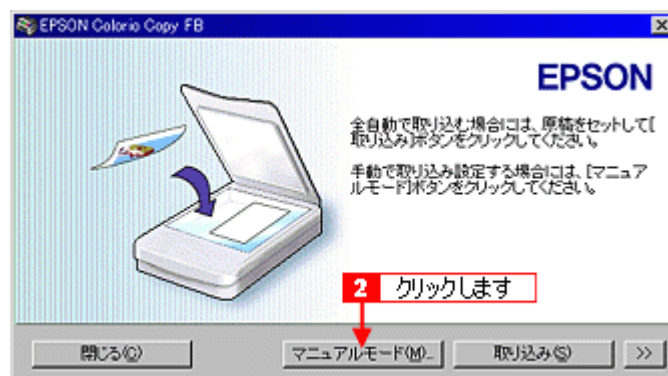 EPSON Colorio Copy FB
EPSON
全自動で取り込む場合には、原稿をセットして[
取り込み]ボタンをクリックしてください。
手動で取り込み設定する場合には、[マニュア
ルモード]ボタンをクリックしてください。
2 クリックします
閉じる(C) マニュアルモード(M)... 取り込み(S) >>